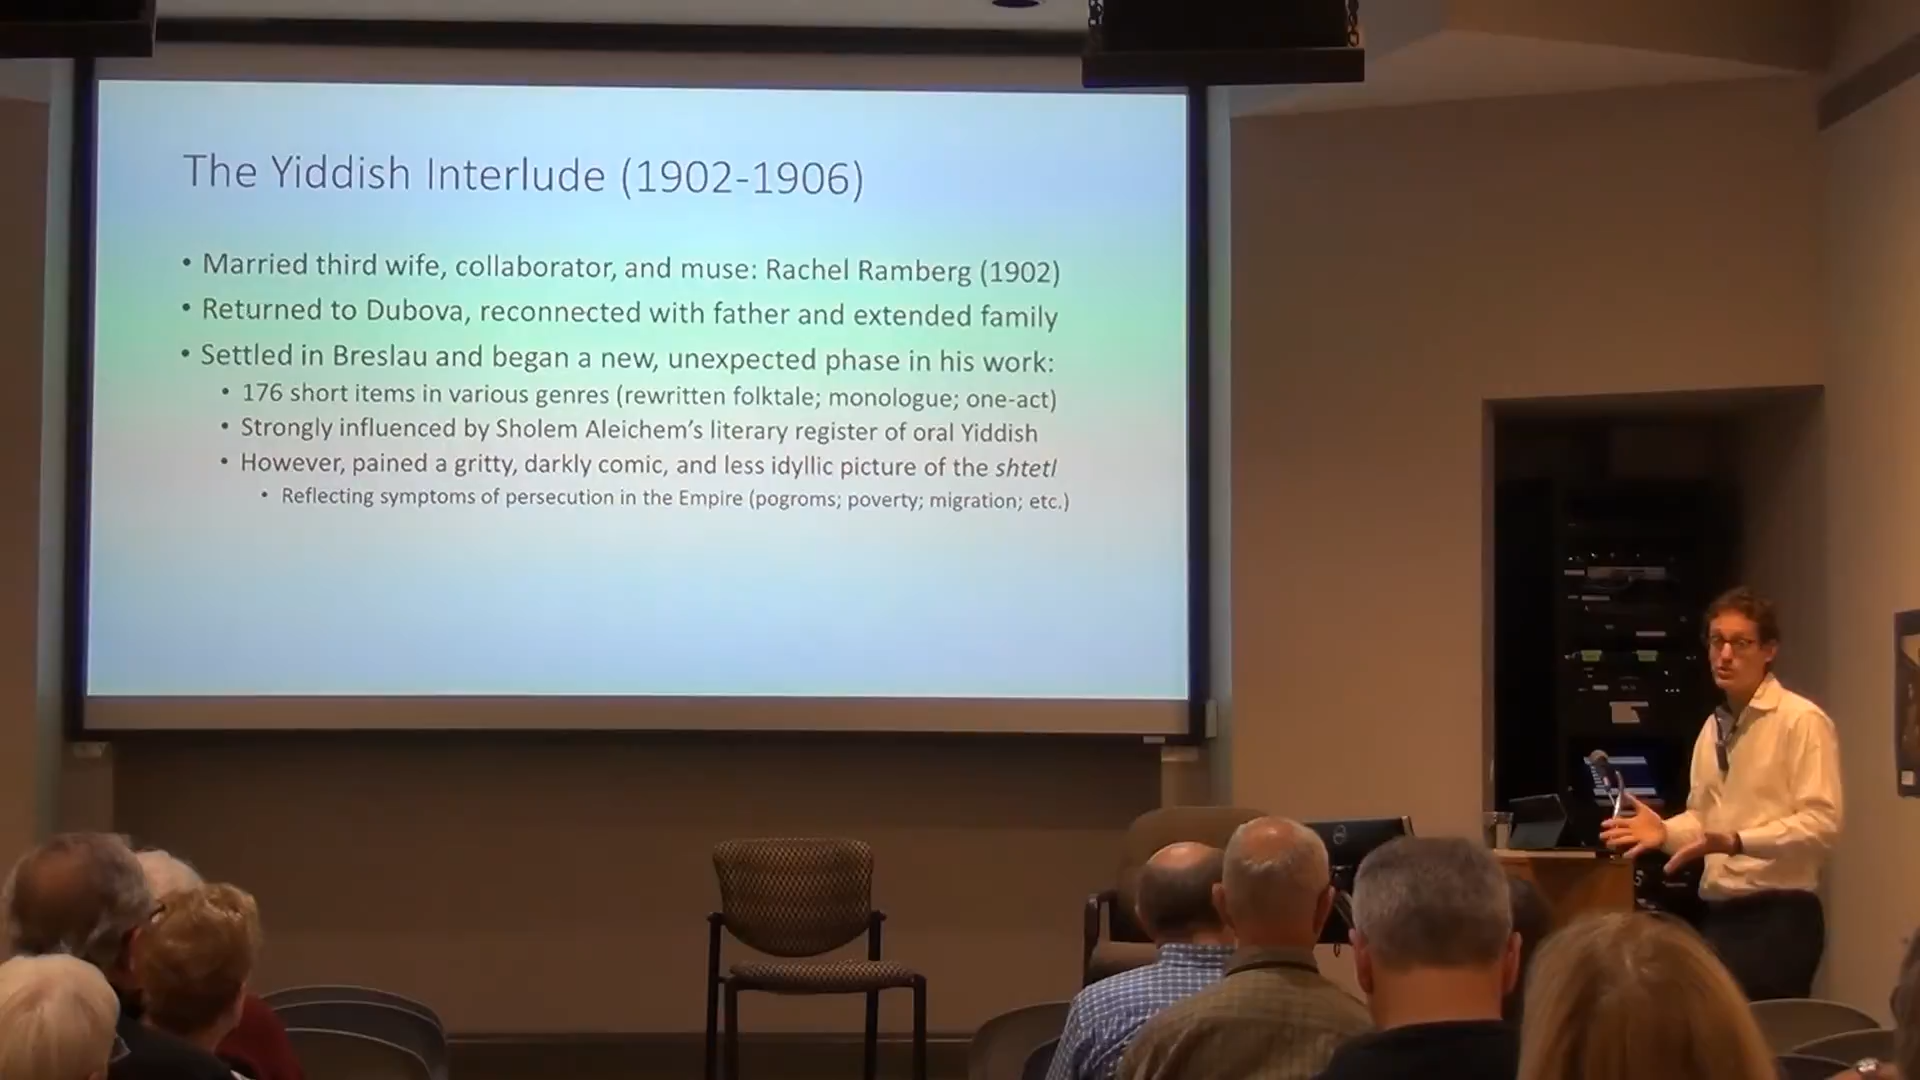 The Yiddish Interlude (1902-1906)
• Married third wife, collaborator, and muse: Rachel Ramberg (1902)
• Returned to Dubova, reconnected with father and extended family
• Settled in Breslau and began a new, unexpected phase in his work:
• 176 short items in various genres (rewritten folktale; monologue; one-act)
• Strongly influenced by Sholem Aleichem's literary register of oral Yiddish
• However, pained a gritty, darkly comic, and less idyllic picture of the shtetl
• Reflecting symptoms of persecution in the Empire (pogroms; poverty; migration; etc.)